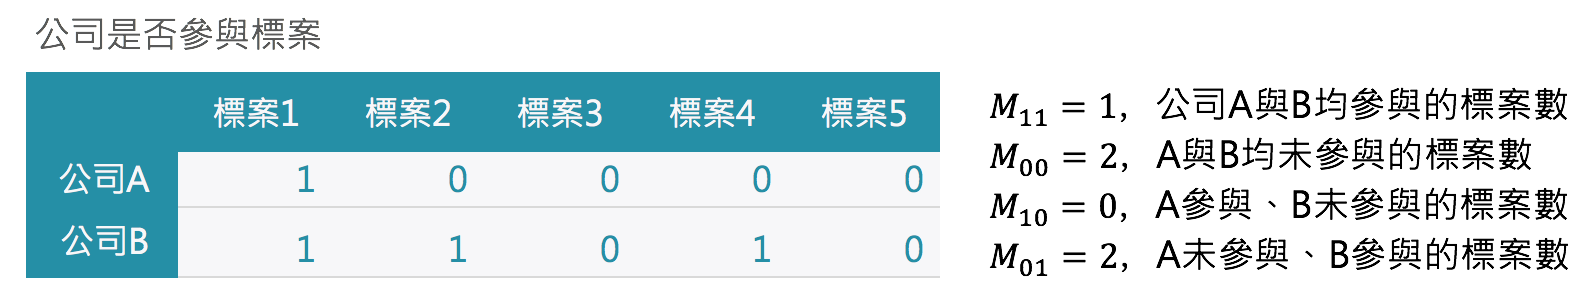 公司是否參與標案
標案1 標案2 標案3 標案4 標案5
公司A 1 0 0 0 0
公司B 1 1 0 1 0
M₁₁ = 1, 公司A與B均參與的標案數
M₀₀ = 2, A與B均未參與的標案數
M₁₀ = 0, A參與、B未參與的標案數
M₀₁ = 2, A未參與、B參與的標案數